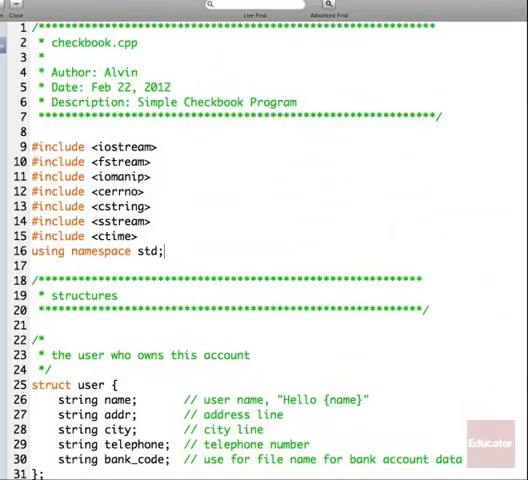 Close
Live Find
Advanced Find
1 /************************************************************
2 * checkbook.cpp
3 *
4 * Author: Alvin
5 * Date: Feb 22, 2012
6 * Description: Simple Checkbook Program
7 ************************************************************/
8
9 #include <iostream>
10 #include <fstream>
11 #include <iomanip>
12 #include <cerrno>
13 #include <cstring>
14 #include <sstream>
15 #include <ctime>
16 using namespace std;
17
18 /**********************************************************
19 * structures
20 **********************************************************/
21
22 /*
23 * the user who owns this account
24 */
25 struct user {
26 string name; // user name, "Hello {name}"
27 string addr; // address line
28 string city; // city line
29 string telephone; // telephone number
30 string bank_code; // use for file name for bank account data
31 };
Educator